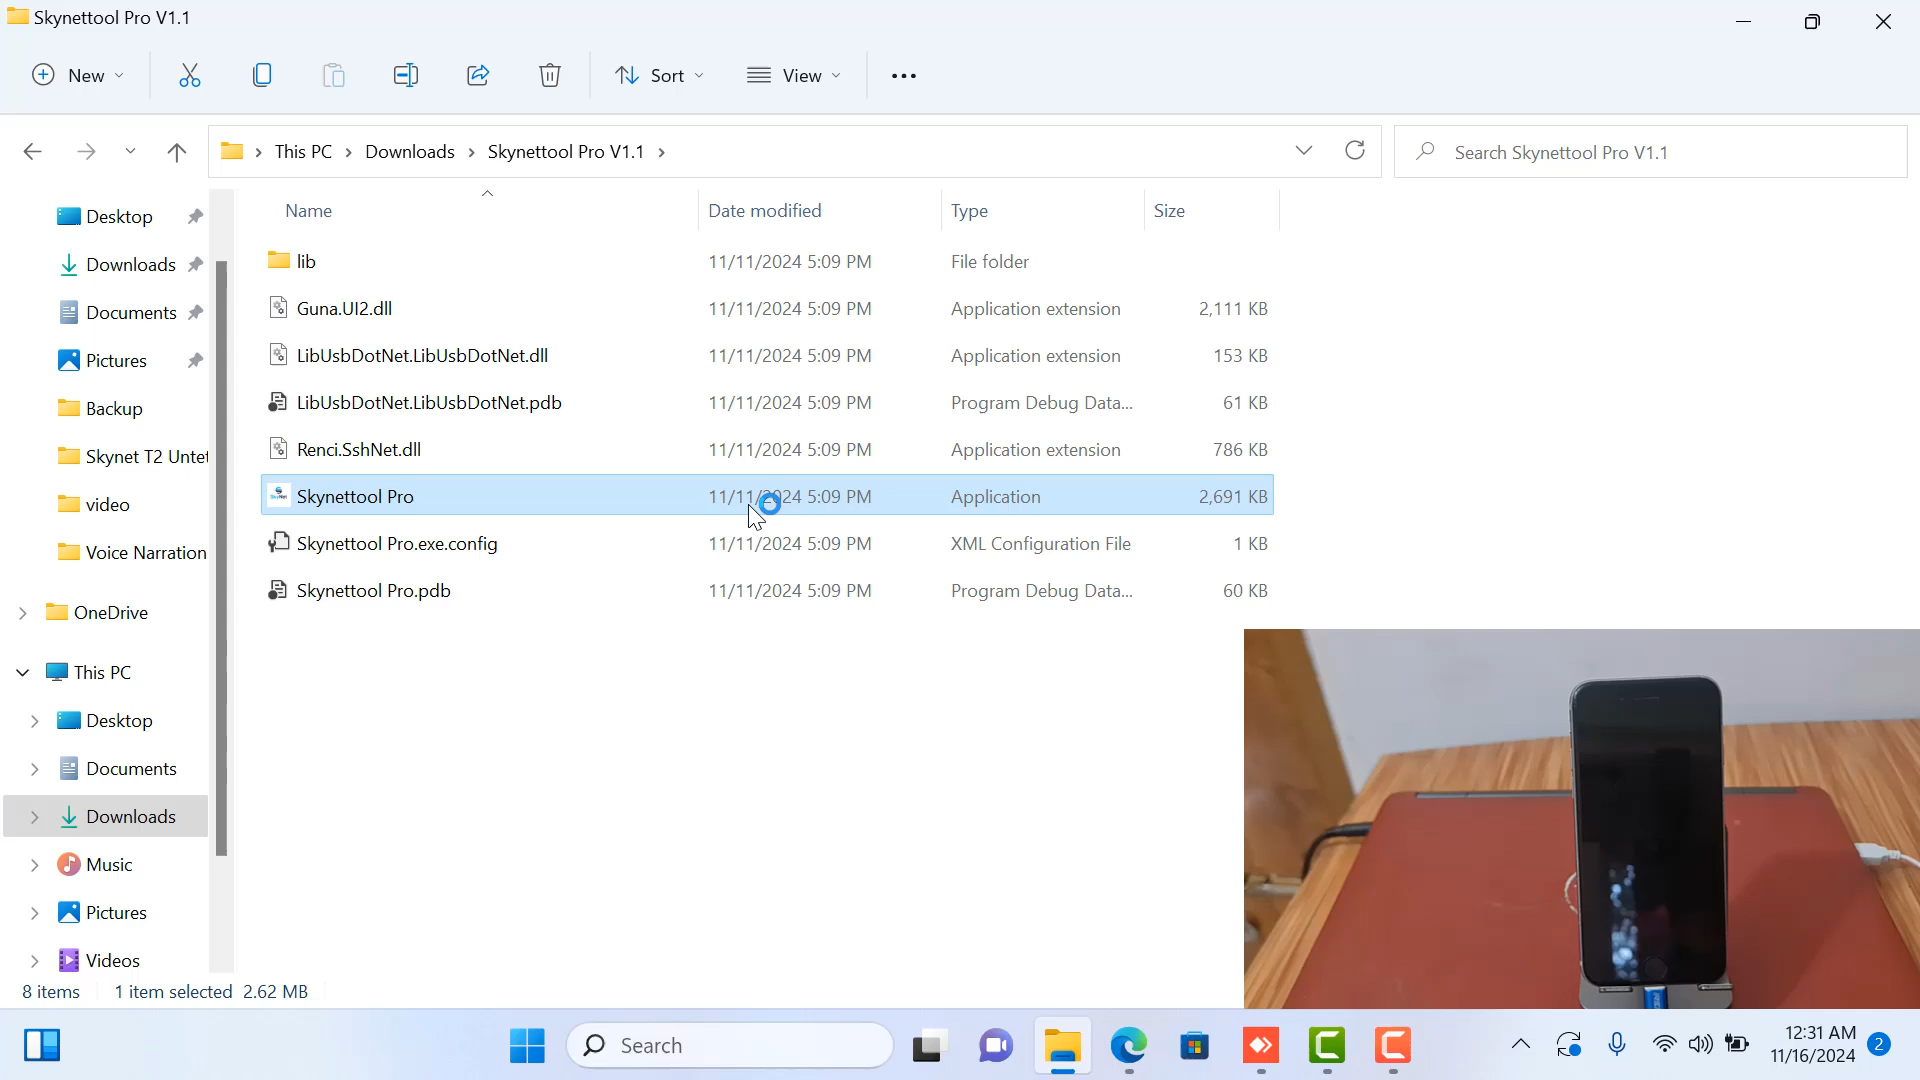 Skynettool Pro V1.1
New
Sort
View
This PC
Downloads
Skynettool Pro V1.1
Search Skynettool Pro V1.1
Desktop
Downloads
Documents
Pictures
Backup
Skynet T2 Untet
video
Voice Narration
OneDrive
This PC
Desktop
Documents
Downloads
Music
Pictures
Videos
Name Date modified Type Size
lib 11/11/2024 5:09 PM File folder
Guna.UI2.dll 11/11/2024 5:09 PM Application extension 2,111 KB
LibUsbDotNet.LibUsbDotNet.dll 11/11/2024 5:09 PM Application extension 153 KB
LibUsbDotNet.LibUsbDotNet.pdb 11/11/2024 5:09 PM Program Debug Data... 61 KB
Renci.SshNet.dll 11/11/2024 5:09 PM Application extension 786 KB
Skynettool Pro 11/11/2024 5:09 PM Application 2,691 KB
Skynettool Pro.exe.config 11/11/2024 5:09 PM XML Configuration File 1 KB
Skynettool Pro.pdb 11/11/2024 5:09 PM Program Debug Data... 60 KB
8 items 1 item selected 2.62 MB
Search
12:31 AM
11/16/2024
2